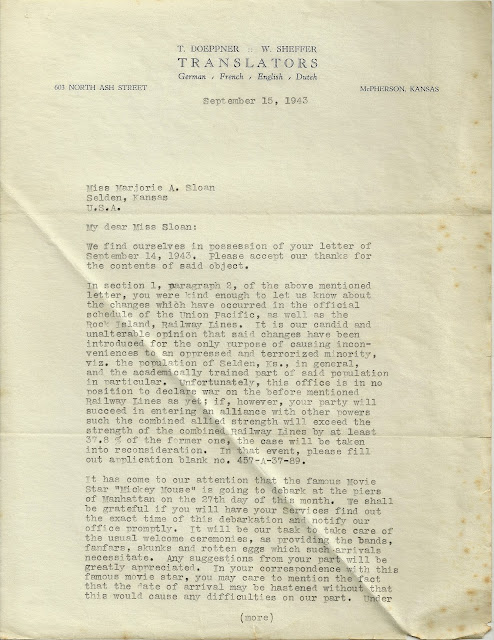 T. DOEPPNER :: W. SHEFFER
TRANSLATORS
German, French, English, Dutch
603 NORTH ASH STREET
McPHERSON, KANSAS
September 15, 1943
Miss Marjorie A. Sloan
Selden, Kansas
U.S.A.
My dear Miss Sloan:
We find ourselves in possession of your letter of
September 14, 1943. Please accept our thanks for
the contents of said object.
In section 1, paragraph 2, of the above mentioned
letter, you were kind enough to let us know about
the changes which have occurred in the official
schedule of the Union Pacific, as well as the
Rock Island, Railway Lines. It is our candid and
unalterable opinion that said changes have been
introduced for the only purpose of causing incon-
veniences to an oppressed and terrorized minority,
viz. the population of Selden, Ks., in general,
and the academically trained part of said population
in particular. Unfortunately, this office is in no
position to declare war on the before mentioned
Railway Lines as yet; if, however, your party will
succeed in entering an alliance with other powers
such the combined allied strength will exceed the
strength of the combined Railway Lines by at least
37.8 % of the former one, the case will be taken
into reconsideration. In that event, please fill
out application blank no. 457-A-37-89.
It has come to our attention that the famous Movie
Star "Mickey Mouse" is going to debark at the piers
of Manhattan on the 27th day of this month. We shall
be grateful if you will have your Services find out
the exact time of this debarkation and notify our
office promptly. It will be our task to take care of
the usual welcome ceremonies, as providing the bands,
fanfars, skunks and rotten eggs which such arrivals
necessitate. Any suggestions from your part will be
greatly appreciated. In your correspondence with this
famous movie star, you may care to mention the fact
that the date of arrival may be hastened without that
this would cause any difficulties on our part. Under
(more)